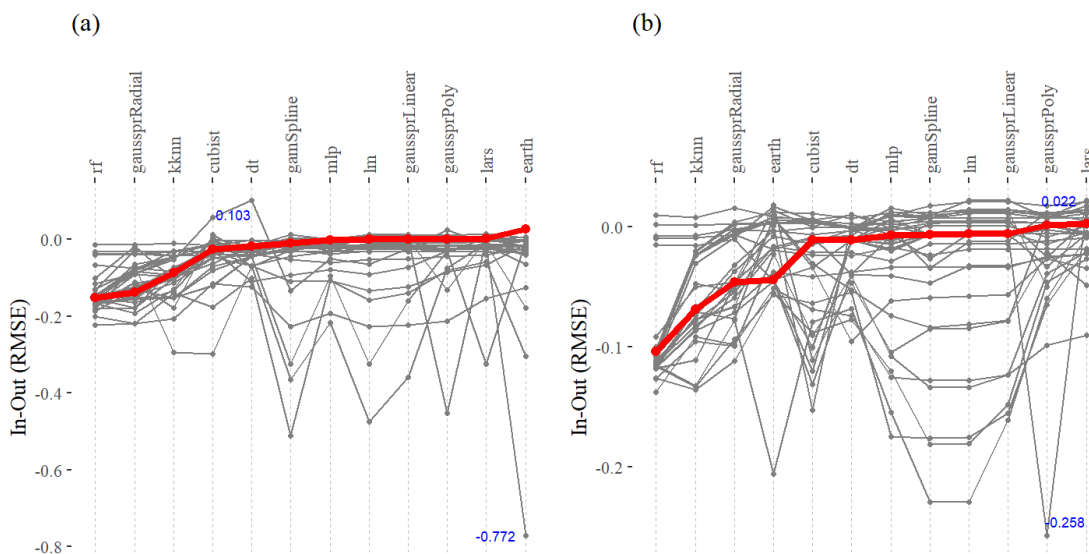 (a)
rf
gaussprRadial
kknn
cubist
dt
gamSpline
mlp
lm
gaussprLinear
gaussprPoly
lars
earth
In-Out (RMSE)
0.0
-0.2
-0.4
-0.6
-0.8
0.103
-0.772
(b)
rf
kknn
gaussprRadial
earth
cubist
dt
mlp
gamSpline
lm
gaussprLinear
gaussprPoly
lars
In-Out (RMSE)
0.0
-0.1
-0.2
0.022
-0.258